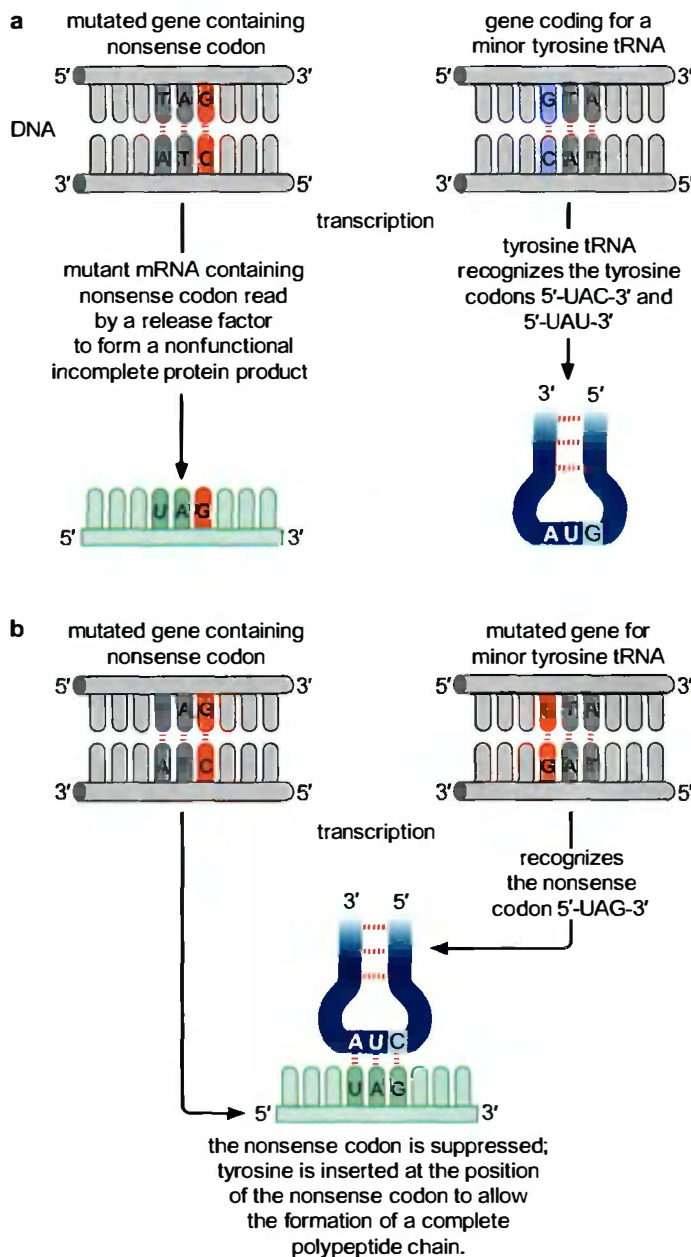 a
mutated gene containing
nonsense codon
gene coding for a
minor tyrosine tRNA
5′ 3′ 5′ 3′
T A G G T A
DNA
A T C C A T
3′ 5′ 3′ 5′
transcription
mutant mRNA containing
nonsense codon read
by a release factor
to form a nonfunctional
incomplete protein product
tyrosine tRNA
recognizes the tyrosine
codons 5′-UAC-3′ and
5′-UAU-3′
3′ 5′
A U G
U A G
5′ 3′
b
mutated gene containing
nonsense codon
mutated gene for
minor tyrosine tRNA
5′ 3′ 5′ 3′
A G T A
A C G A
3′ 5′ 3′ 5′
transcription
recognizes
the nonsense
codon 5′-UAG-3′
3′ 5′
A U C
U A G
5′ 3′
the nonsense codon is suppressed;
tyrosine is inserted at the position
of the nonsense codon to allow
the formation of a complete
polypeptide chain.